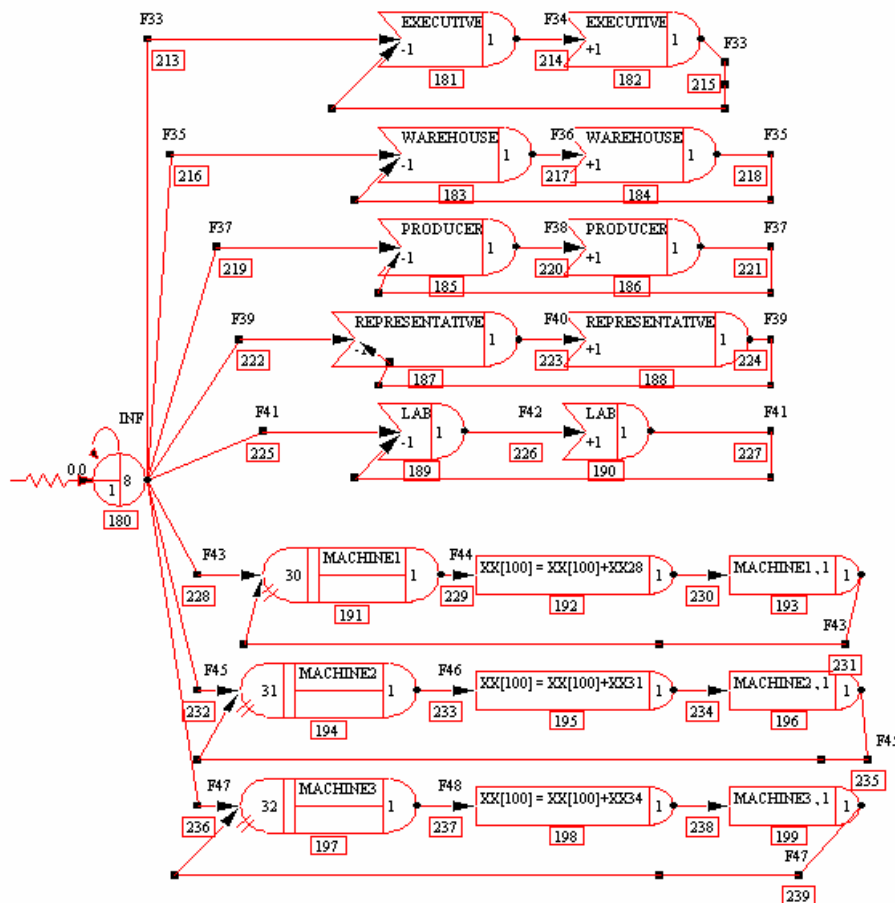 F33 EXECUTIVE F34 EXECUTIVE F33
-1 1 +1 1
213 181 214 182 215
F35 WAREHOUSE F36 WAREHOUSE F35
-1 1 +1 1
216 183 217 184 218
F37 PRODUCER F38 PRODUCER F37
-1 1 +1 1
219 185 220 186 221
F39 REPRESENTATIVE F40 REPRESENTATIVE F39
-1 1 +1 1
222 187 223 188 224
F41 LAB F42 LAB F41
-1 1 +1 1
225 189 226 190 227
INF
0.0 1 8
180
F43 30 MACHINE1 1 F44 XX[100] = XX[100]+XX28 1 MACHINE1, 1 1
228 191 229 192 230 193
F43
231
F45 31 MACHINE2 1 F46 XX[100] = XX[100]+XX31 1 MACHINE2, 1 1
232 194 233 195 234 196
F45
235
F47 32 MACHINE3 1 F48 XX[100] = XX[100]+XX34 1 MACHINE3, 1 1
236 197 237 198 238 199
F47
239